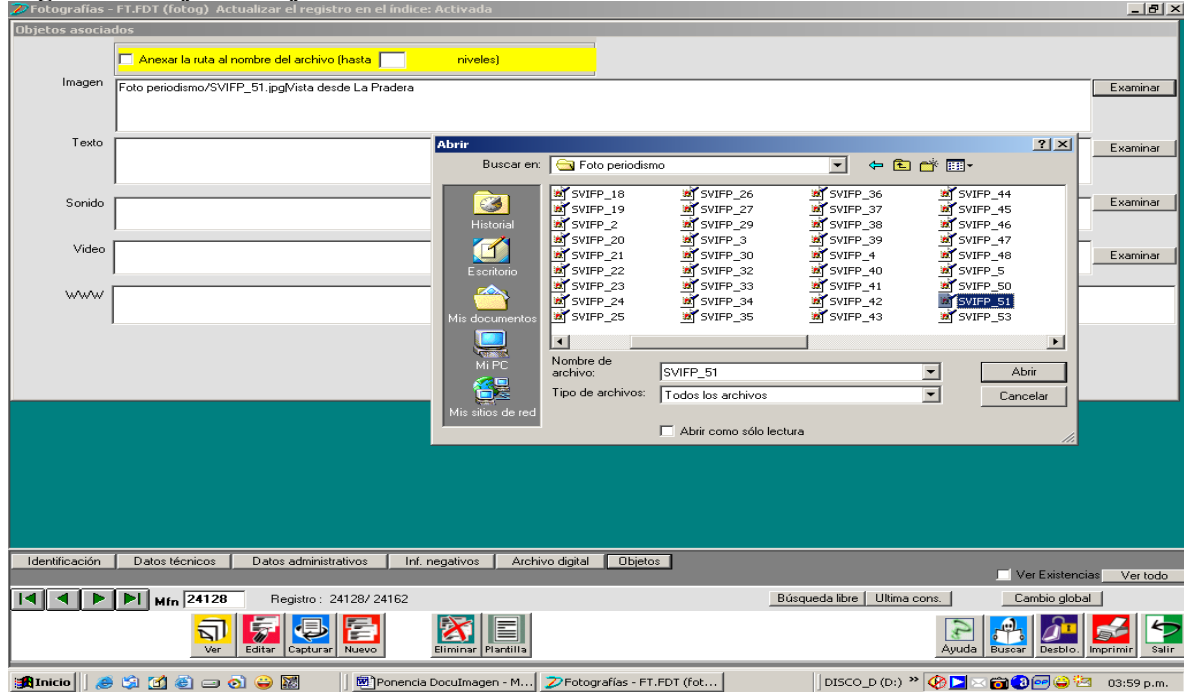 Fotografías - FT.FDT (fotog) Actualizar el registro en el índice: Activada
Objetos asociados
Anexar la ruta al nombre del archivo (hasta niveles)
Imagen
Foto periodismo/SVIFP_51.jpg|Vista desde La Pradera
Examinar
Texto
Examinar
Sonido
Examinar
Video
Examinar
WWW
Abrir
Buscar en: Foto periodismo
Historial
Escritorio
Mis documentos
Mi PC
Mis sitios de red
SVIFP_18 SVIFP_26 SVIFP_36 SVIFP_44
SVIFP_19 SVIFP_27 SVIFP_37 SVIFP_45
SVIFP_2 SVIFP_29 SVIFP_38 SVIFP_46
SVIFP_20 SVIFP_3 SVIFP_39 SVIFP_47
SVIFP_21 SVIFP_30 SVIFP_4 SVIFP_48
SVIFP_22 SVIFP_32 SVIFP_40 SVIFP_5
SVIFP_23 SVIFP_33 SVIFP_41 SVIFP_50
SVIFP_24 SVIFP_34 SVIFP_42 SVIFP_51
SVIFP_25 SVIFP_35 SVIFP_43 SVIFP_53
Nombre de archivo: SVIFP_51 Abrir
Tipo de archivos: Todos los archivos Cancelar
Abrir como sólo lectura
Identificación Datos técnicos Datos administrativos Inf. negativos Archivo digital Objetos
Ver Existencias Ver todo
Mfn 24128 Registro : 24128/ 24162 Búsqueda libre Ultima cons. Cambio global
Ver Editar Capturar Nuevo Eliminar Plantilla Ayuda Buscar Desblo. Imprimir Salir
Inicio Ponencia DocuImagen - M... Fotografías - FT.FDT (fot... DISCO_D (D:) » 03:59 p.m.